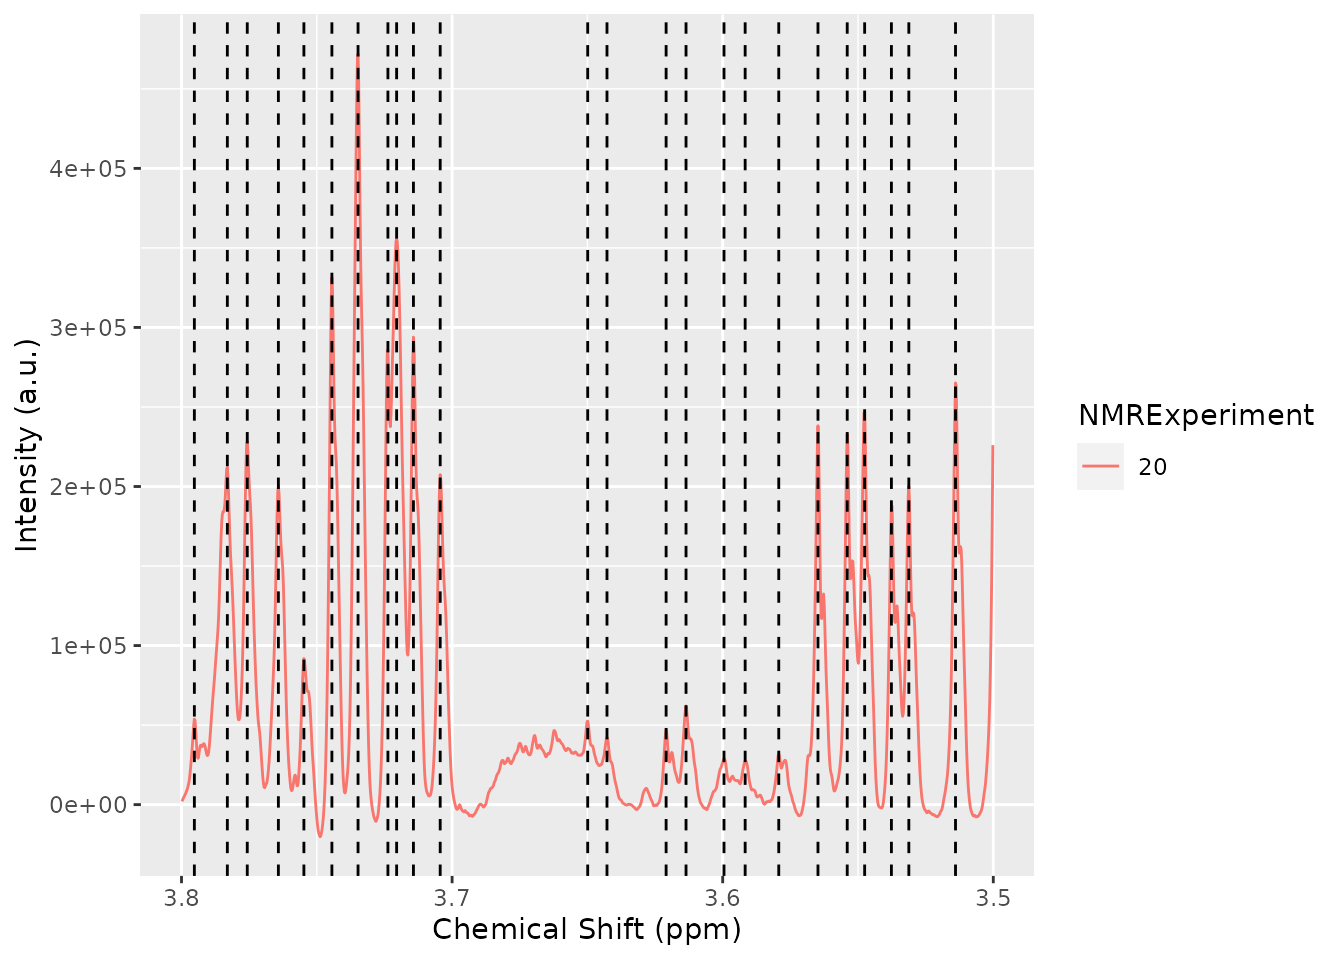 4e+05
3e+05
2e+05
1e+05
0e+00
Intensity (a.u.)
3.8
3.7
3.6
3.5
Chemical Shift (ppm)
NMRExperiment
20